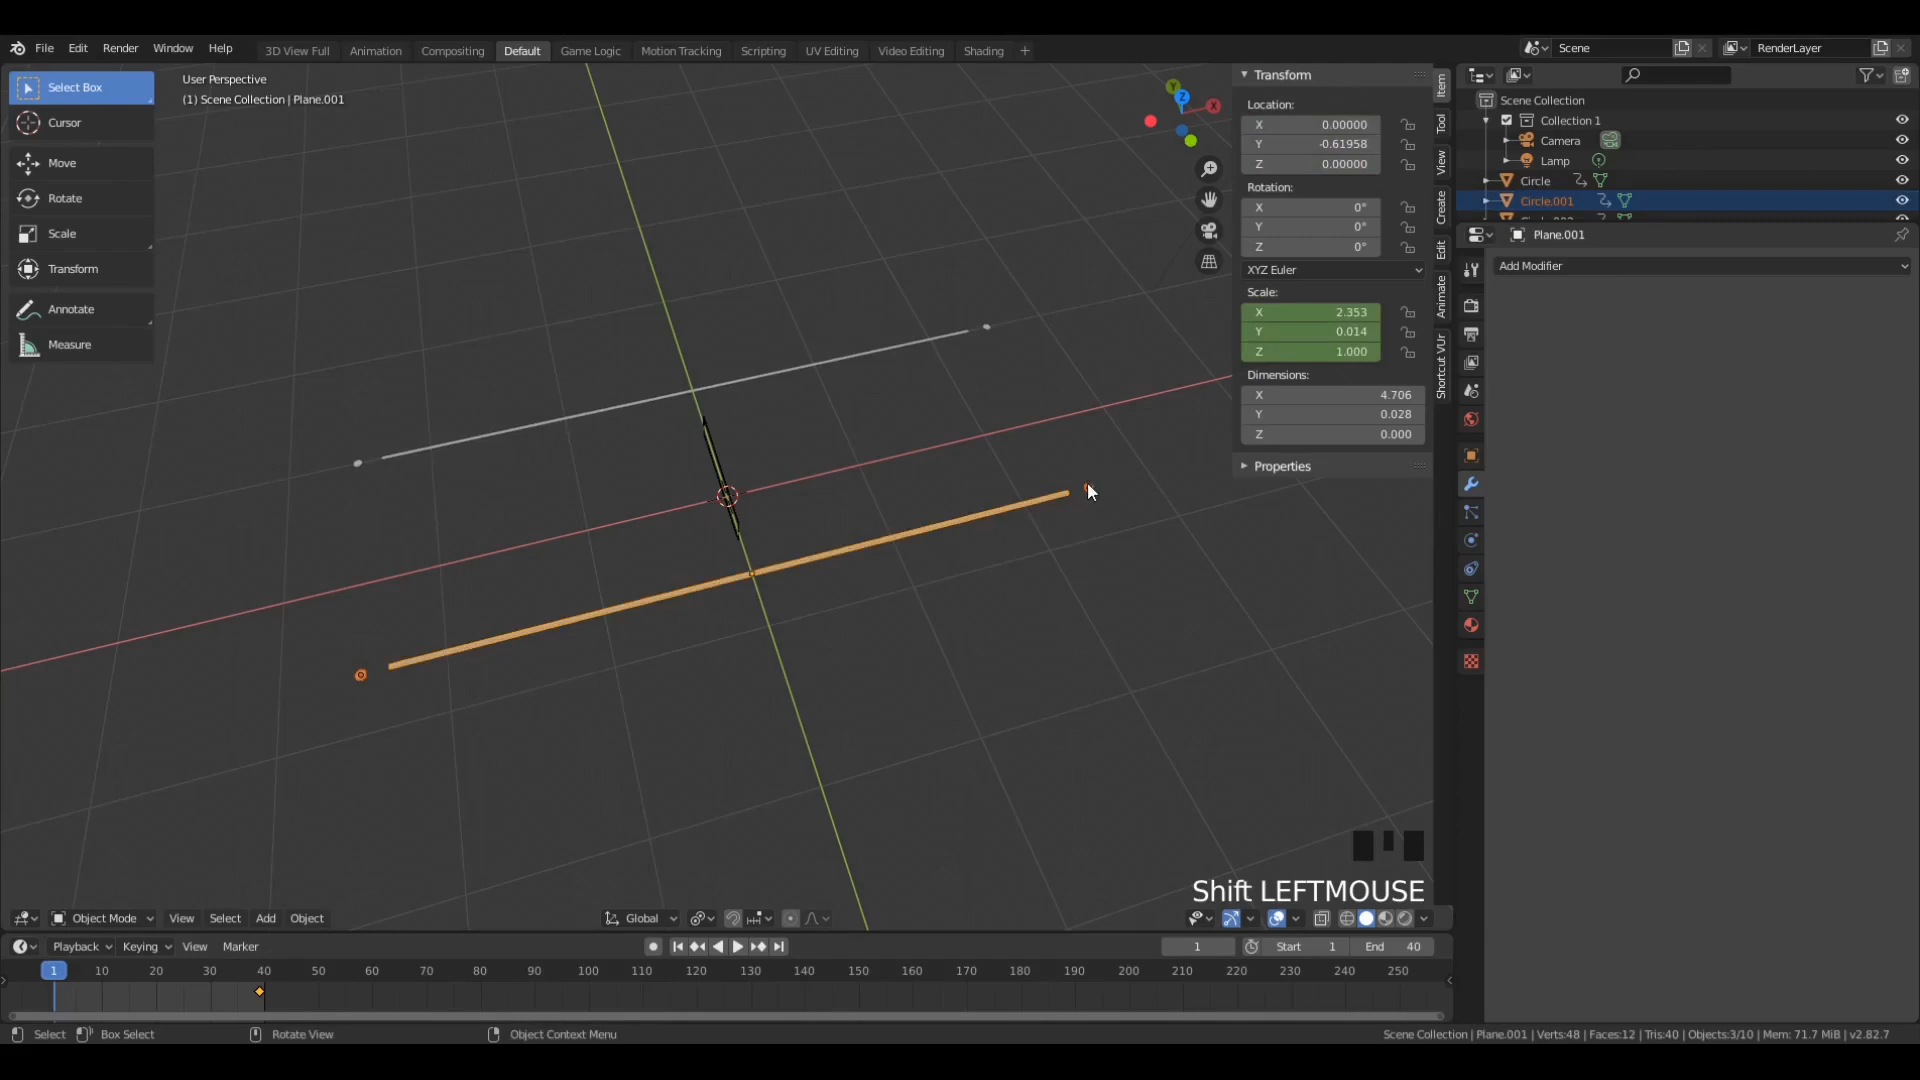 File Edit Render Window Help
3D View Full Animation Compositing Default Game Logic Motion Tracking Scripting UV Editing Video Editing Shading +
Scene
RenderLayer
Select Box
Cursor
Move
Rotate
Scale
Transform
Annotate
Measure
User Perspective
(1) Scene Collection | Plane.001
Y
Z
X
Transform
Location:
X 0.00000
Y -0.61958
Z 0.00000
Rotation:
X 0°
Y 0°
Z 0°
XYZ Euler
Scale:
X 2.353
Y 0.014
Z 1.000
Dimensions:
X 4.706
Y 0.028
Z 0.000
Properties
Item
Tool
View
Create
Edit
Animate
Shortcut VUr
Scene Collection
Collection 1
Camera
Lamp
Circle
Circle.001
Plane.001
Add Modifier
Shift LEFTMOUSE
Object Mode View Select Add Object
Global
Playback Keying View Marker
1 Start 1 End 40
1 10 20 30 40 50 60 70 80 90 100 110 120 130 140 150 160 170 180 190 200 210 220 230 240 250
Select Box Select Rotate View Object Context Menu
Scene Collection | Plane.001 | Verts:48 | Faces:12 | Tris:40 | Objects:3/10 | Mem: 71.7 MiB | v2.82.7